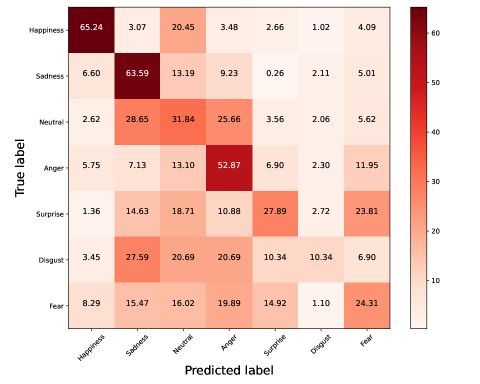 Happiness 65.24 3.07 20.45 3.48 2.66 1.02 4.09
Sadness 6.60 63.59 13.19 9.23 0.26 2.11 5.01
Neutral 2.62 28.65 31.84 25.66 3.56 2.06 5.62
Anger 5.75 7.13 13.10 52.87 6.90 2.30 11.95
Surprise 1.36 14.63 18.71 10.88 27.89 2.72 23.81
Disgust 3.45 27.59 20.69 20.69 10.34 10.34 6.90
Fear 8.29 15.47 16.02 19.89 14.92 1.10 24.31
Happiness Sadness Neutral Anger Surprise Disgust Fear
Predicted label
True label
60
50
40
30
20
10